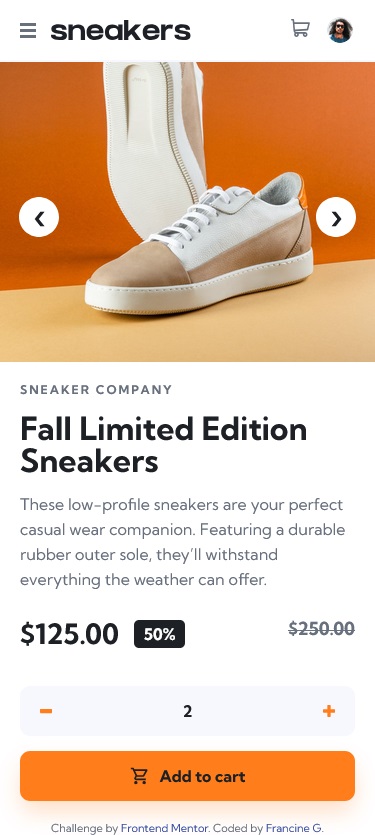 sneakers
SNEAKER COMPANY
Fall Limited Edition
Sneakers
These low-profile sneakers are your perfect
casual wear companion. Featuring a durable
rubber outer sole, they’ll withstand
everything the weather can offer.
$125.00 50% $250.00
2
Add to cart
Challenge by Frontend Mentor. Coded by Francine G.